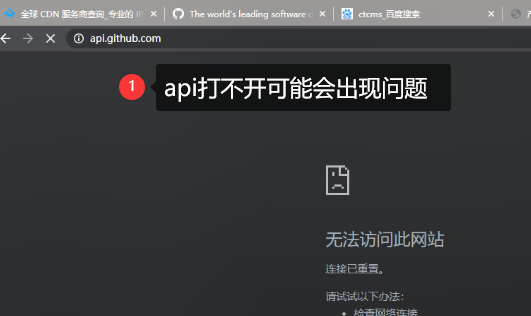 全球 CDN 服务商查询_专业的 IP
The world's leading software d
ctcms_百度搜索
api.github.com
1
api打不开可能会出现问题
无法访问此网站
连接已重置。
请试试以下办法:
• 检查网络连接